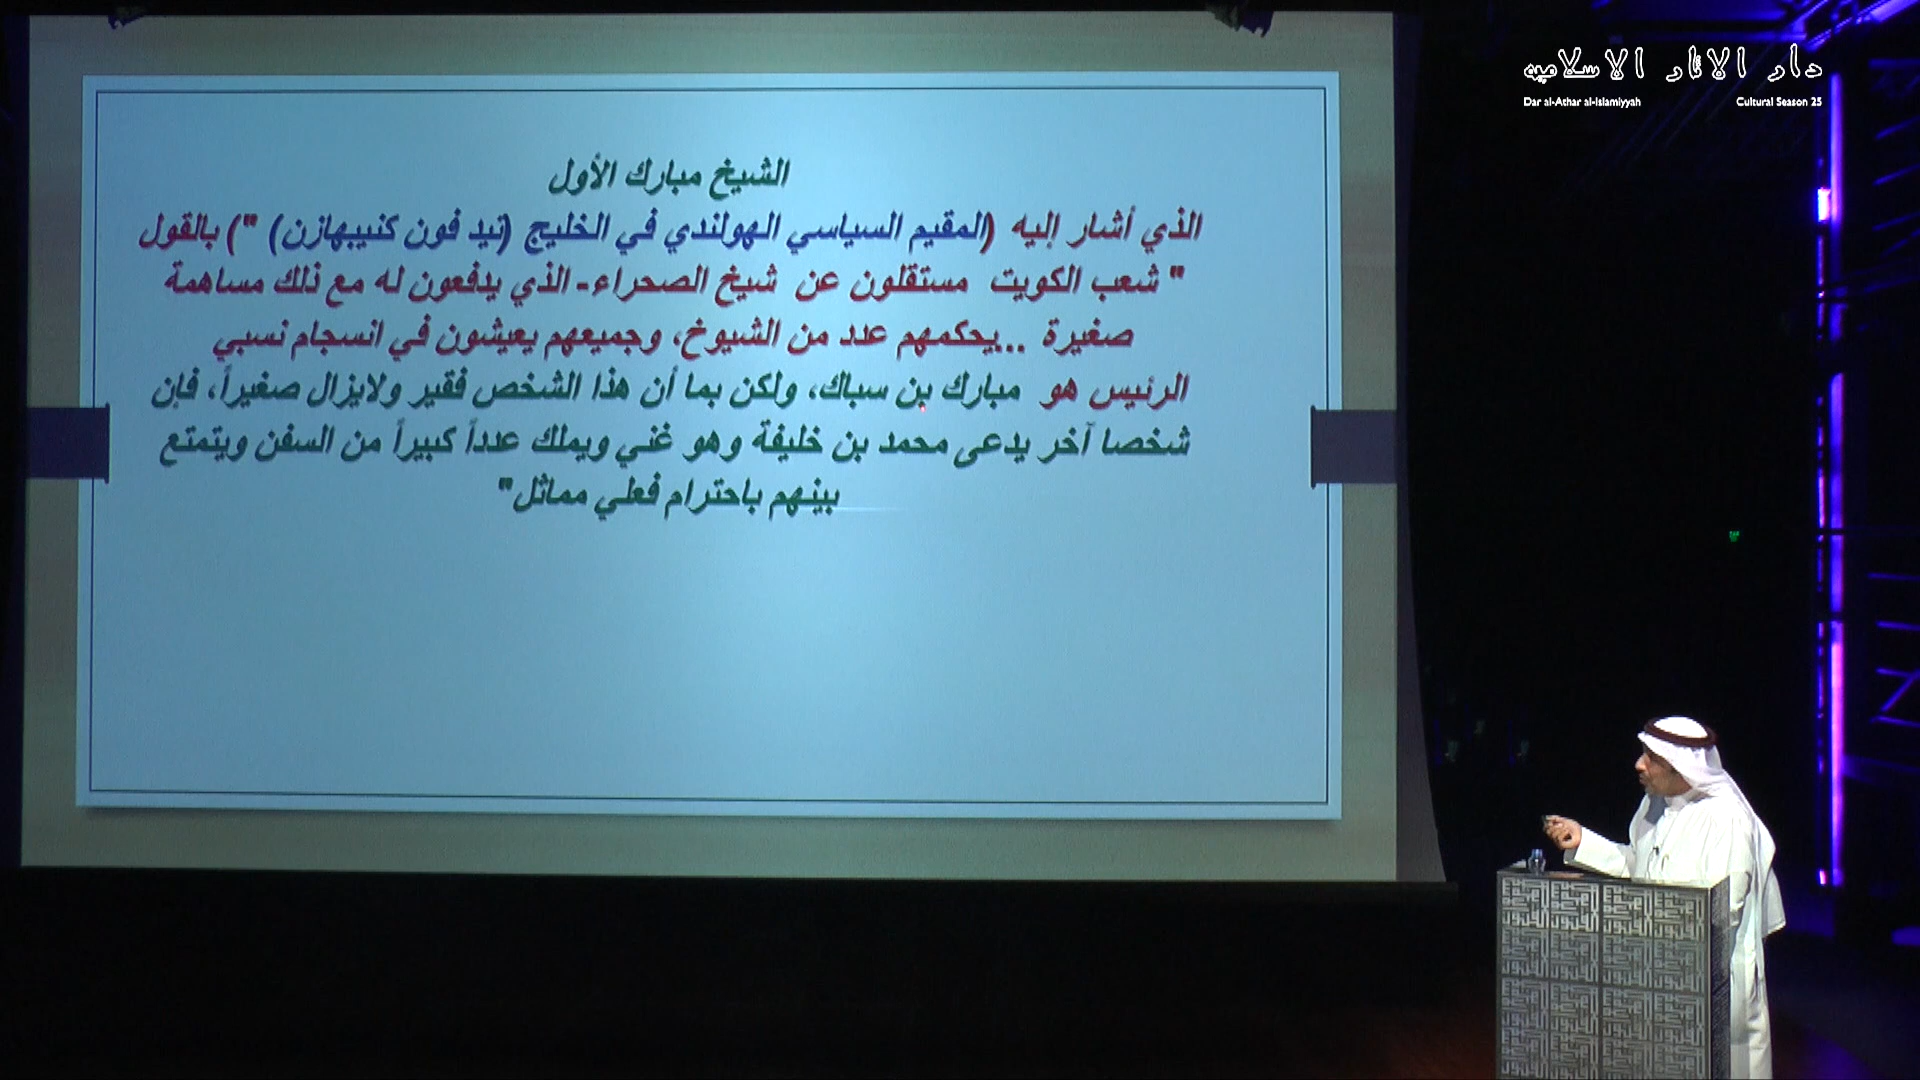 دار الاثار الاسلاميه
Dar al-Athar al-Islamiyyah
Cultural Season 25
الشيخ مبارك الأول
الذي أشار إليه (المقيم السياسي الهولندي في الخليج (نيد فون كنيبهازن) ") بالقول
" شعب الكويت مستقلون عن شيخ الصحراء- الذي يدفعون له مع ذلك مساهمة
صغيرة ...يحكمهم عدد من الشيوخ، وجميعهم يعيشون في انسجام نسبي
الرئيس هو مبارك بن سباك، ولكن بما أن هذا الشخص فقير ولايزال صغيراً، فإن
شخصا آخر يدعى محمد بن خليفة وهو غني ويملك عدداً كبيراً من السفن ويتمتع
بينهم باحترام فعلي مماثل"